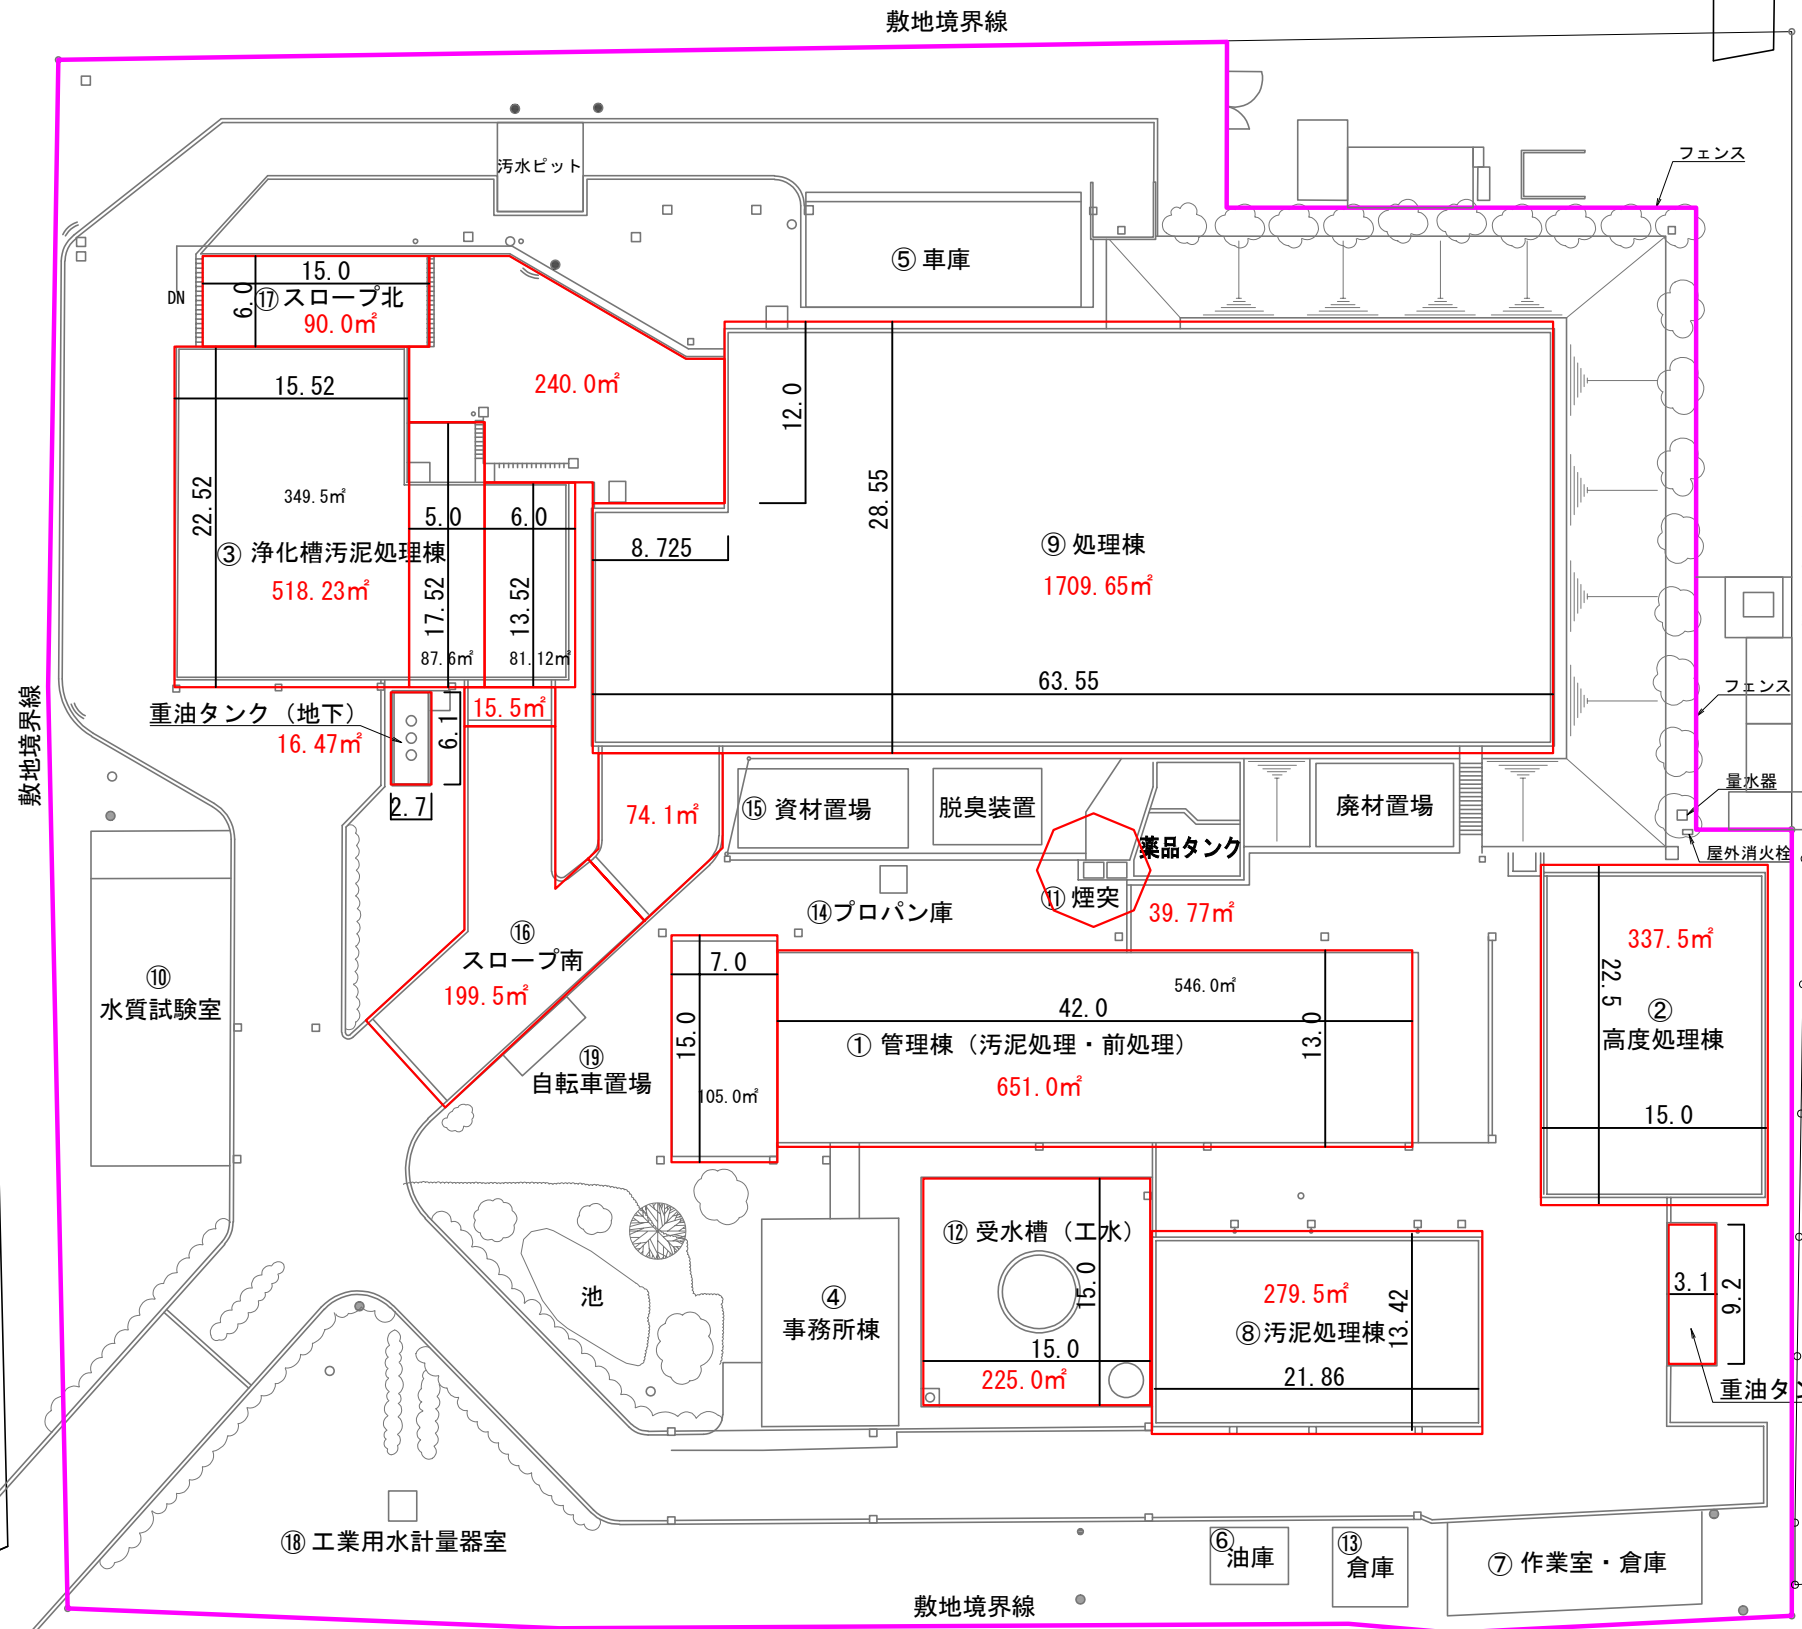 敷地境界線
フェンス
汚水ピット
⑤ 車庫
DN
15.0
6.0
⑰スロープ北
90.0㎡
240.0㎡
12.0
15.52
22.52
349.5㎡
③ 浄化槽汚泥処理棟
518.23㎡
5.0
6.0
17.52
13.52
87.6㎡
81.12㎡
8.725
28.55
⑨ 処理棟
1709.65㎡
63.55
フェンス
敷地境界線
重油タンク（地下）
16.47㎡
6.1
2.7
15.5㎡
74.1㎡
⑮ 資材置場
脱臭装置
薬品タンク
廃材置場
量水器
屋外消火栓
⑪ 煙突
39.77㎡
⑭プロパン庫
⑯
スロープ南
199.5㎡
⑩
水質試験室
⑲
自転車置場
7.0
15.0
105.0㎡
546.0㎡
42.0
13.0
① 管理棟（汚泥処理・前処理）
651.0㎡
337.5㎡
22.5
②
高度処理棟
15.0
⑫ 受水槽（工水）
15.0
15.0
225.0㎡
池
④
事務所棟
279.5㎡
⑧汚泥処理棟
13.42
21.86
3.1
9.2
重油タ
⑱ 工業用水計量器室
⑥
油庫
⑬
倉庫
⑦ 作業室・倉庫
敷地境界線